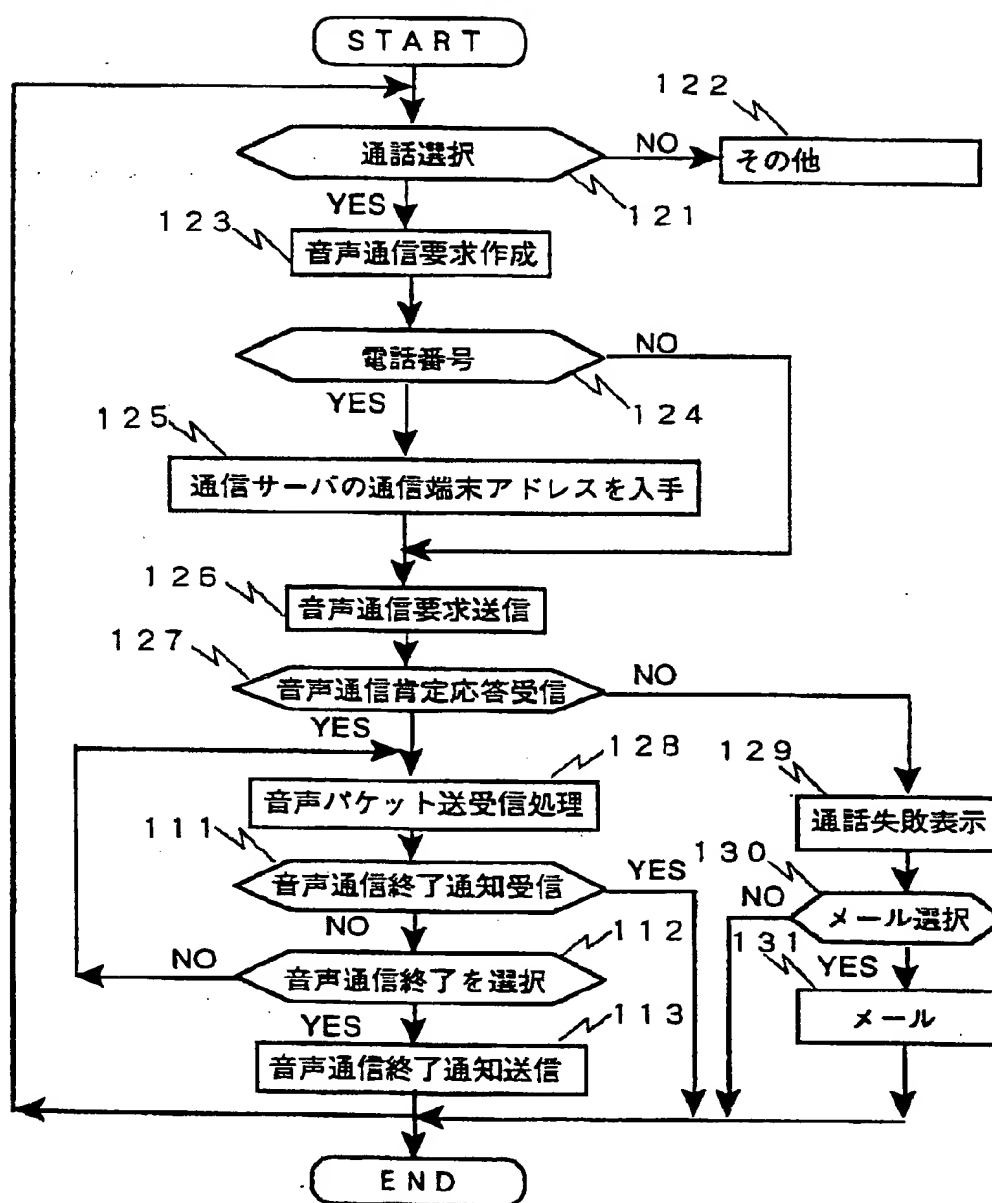 START
122
通話選択
NO
その他
YES
121
123
音声通信要求作成
電話番号
NO
YES
124
125
通信サーバの通信端末アドレスを入手
126
音声通信要求送信
127
音声通信肯定応答受信
NO
YES
128
129
音声パケット送受信処理
通話失敗表示
111
130
音声通信終了通知受信
YES
NO
メール選択
NO
112
131
NO
音声通信終了を選択
YES
YES
113
メール
音声通信終了通知送信
END